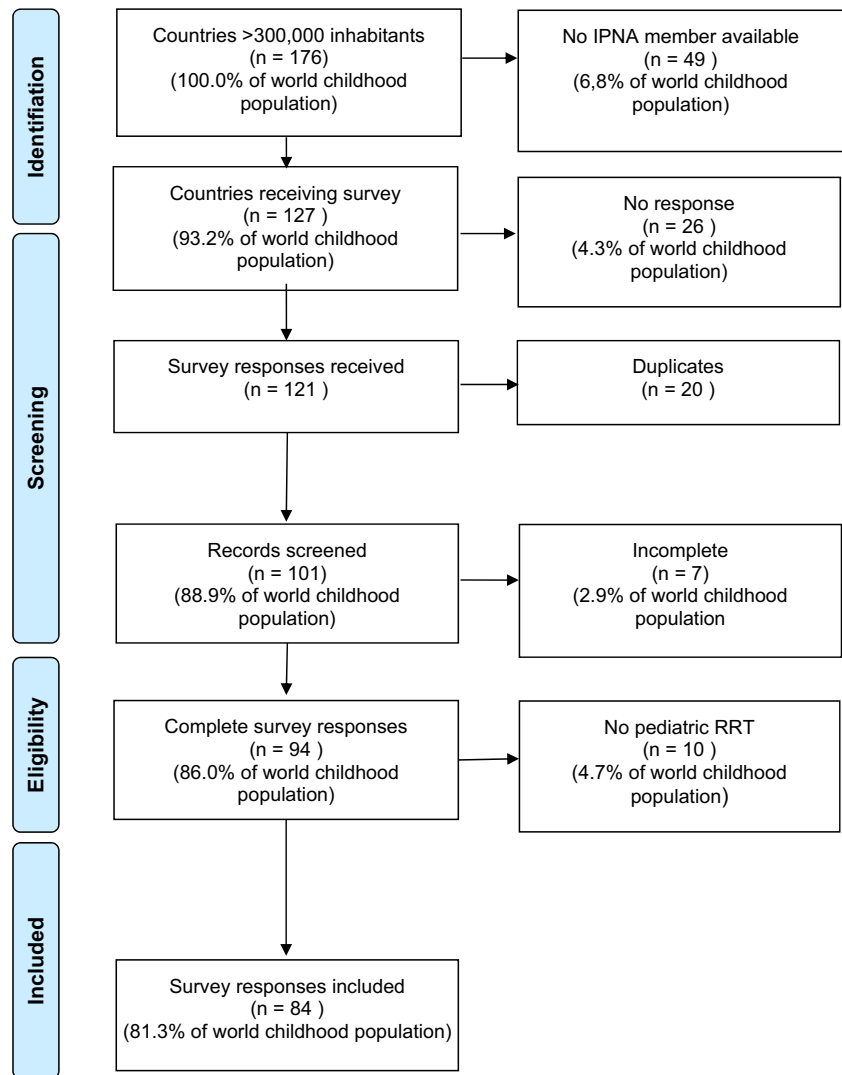 Identifiation
Countries >300,000 inhabitants
(n = 176)
(100.0% of world childhood
population)
No IPNA member available
(n = 49 )
(6,8% of world childhood
population)
Countries receiving survey
(n = 127 )
(93.2% of world childhood
population)
No response
(n = 26 )
(4.3% of world childhood
population)
Screening
Survey responses received
(n = 121 )
Duplicates
(n = 20 )
Records screened
(n = 101)
(88.9% of world childhood
population)
Incomplete
(n = 7)
(2.9% of world childhood
population
Eligibility
Complete survey responses
(n = 94 )
(86.0% of world childhood
population)
No pediatric RRT
(n = 10 )
(4.7% of world childhood
population)
Included
Survey responses included
(n = 84 )
(81.3% of world childhood population)